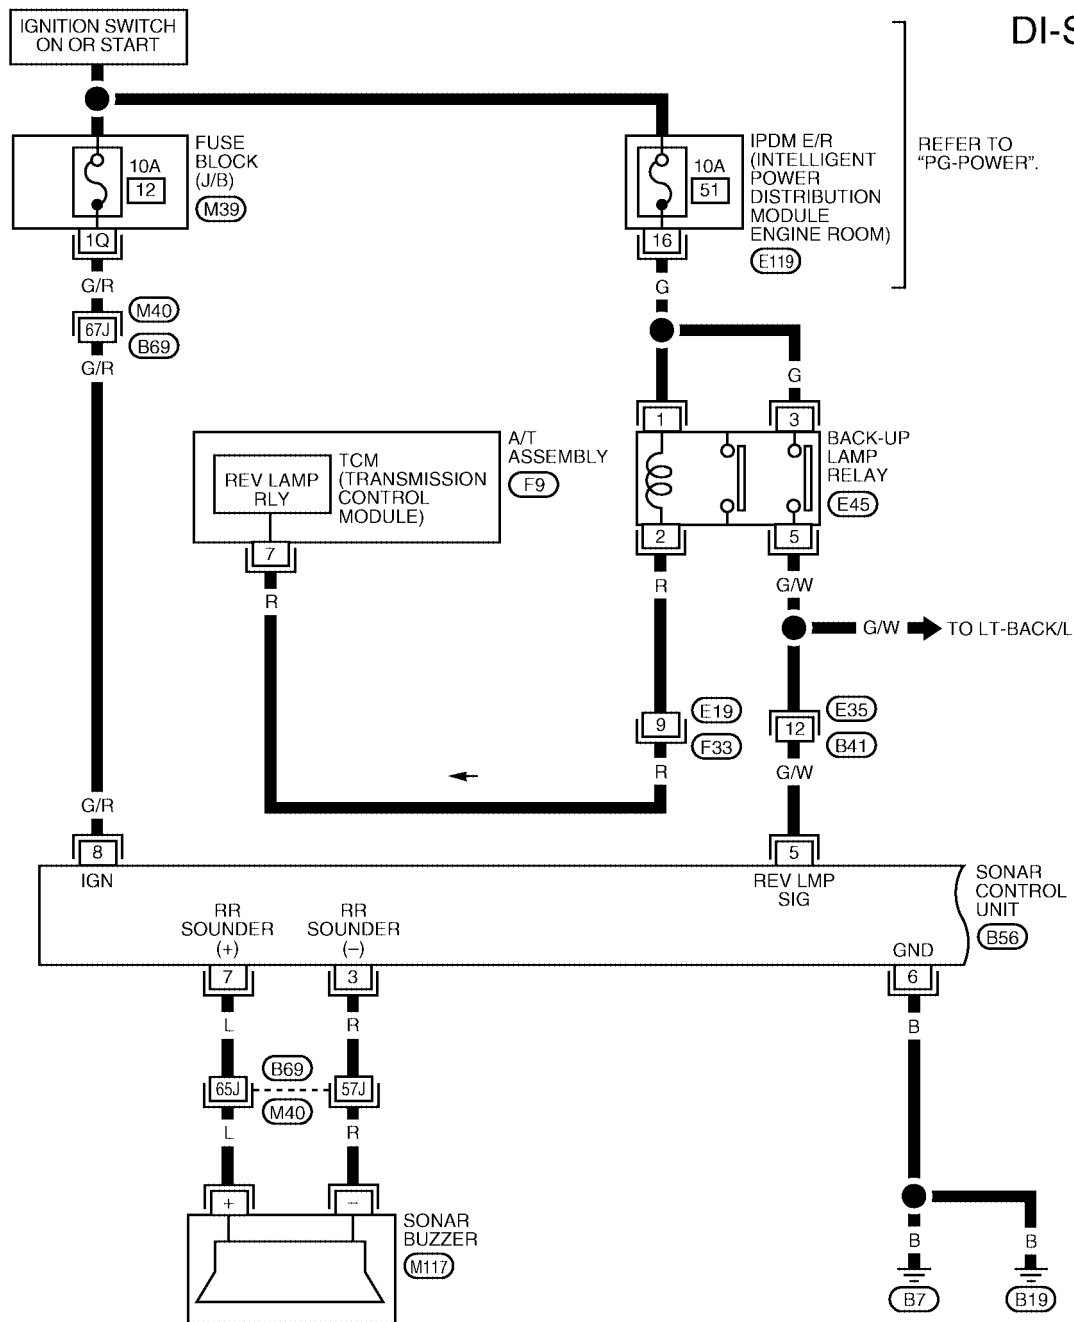 IGNITION SWITCH
ON OR START
DI-S
FUSE
BLOCK
(J/B)
M39
10A
12
1Q
IPDM E/R
(INTELLIGENT
POWER
DISTRIBUTION
MODULE
ENGINE ROOM)
E119
10A
51
16
REFER TO
“PG-POWER”.
G/R
67J
M40
B69
G/R
G
G
1
3
BACK-UP
LAMP
RELAY
E45
2
5
A/T
ASSEMBLY
F9
TCM
(TRANSMISSION
CONTROL
MODULE)
REV LAMP
RLY
7
R
R
G/W
G/W
TO LT-BACK/L
9
E19
F33
12
E35
B41
R
G/W
G/R
8
IGN
5
REV LMP
SIG
SONAR
CONTROL
UNIT
B56
RR
SOUNDER
(+)
RR
SOUNDER
(–)
GND
7
3
6
L
R
B
65J
B69
M40
57J
L
R
+
–
SONAR
BUZZER
M117
B
B
B7
B19